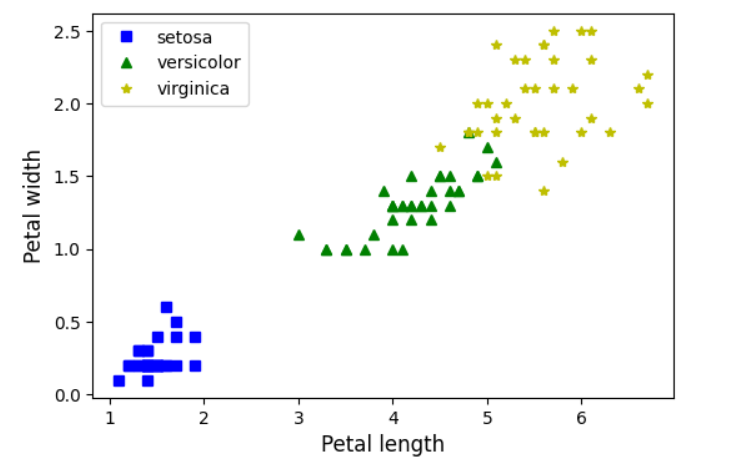 setosa
versicolor
virginica
2.5
2.0
1.5
1.0
0.5
0.0
Petal width
1 2 3 4 5 6
Petal length